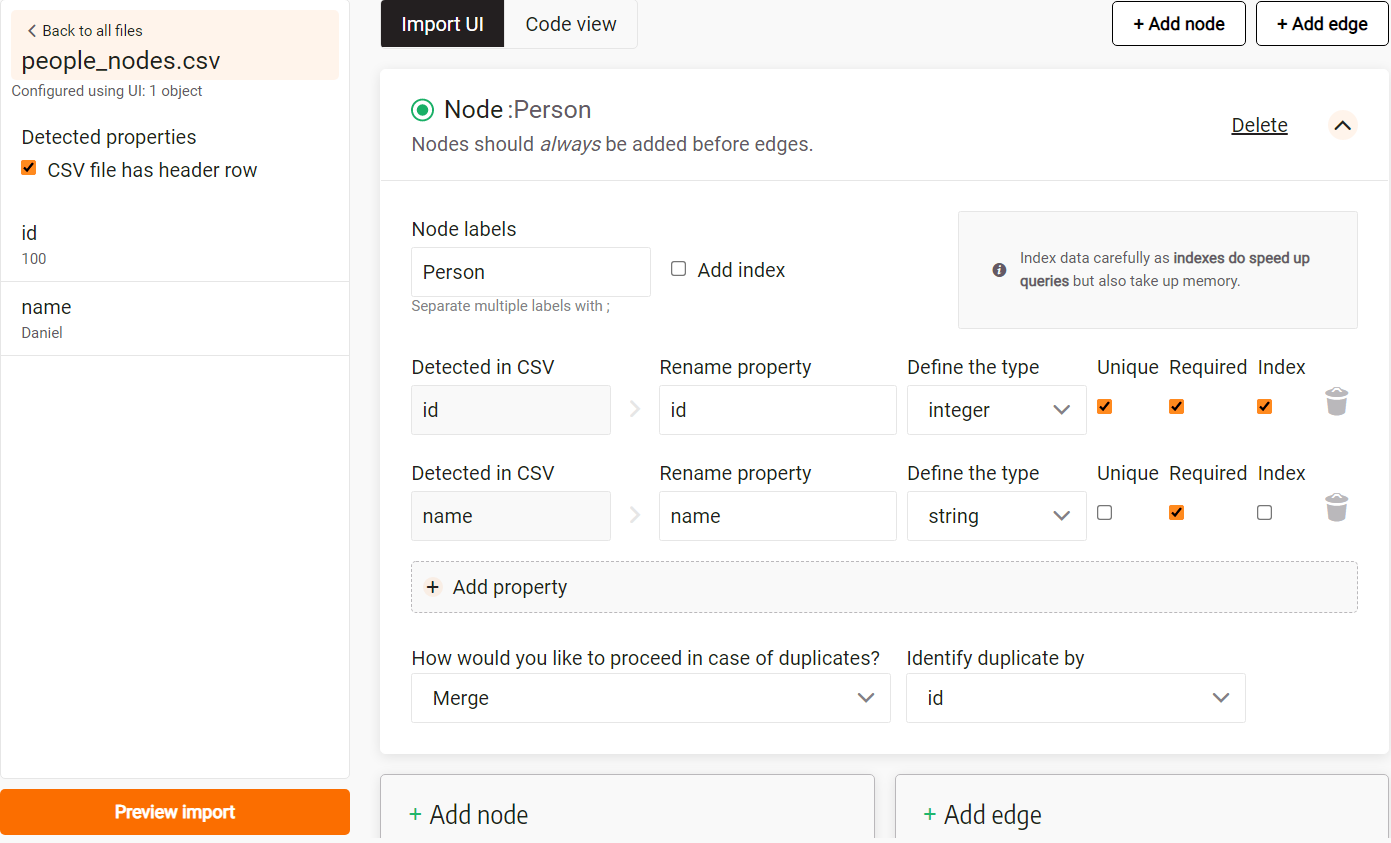 Back to all files
people_nodes.csv
Configured using UI: 1 object
Detected properties
CSV file has header row
id
100
name
Daniel
Preview import
Import UI
Code view
+ Add node
+ Add edge
Node :Person
Nodes should always be added before edges.
Delete
Node labels
Person
Separate multiple labels with ;
Add index
Index data carefully as indexes do speed up
queries but also take up memory.
Detected in CSV Rename property Define the type Unique Required Index
id id integer
Detected in CSV Rename property Define the type Unique Required Index
name name string
+ Add property
How would you like to proceed in case of duplicates? Identify duplicate by
Merge id
+ Add node
+ Add edge